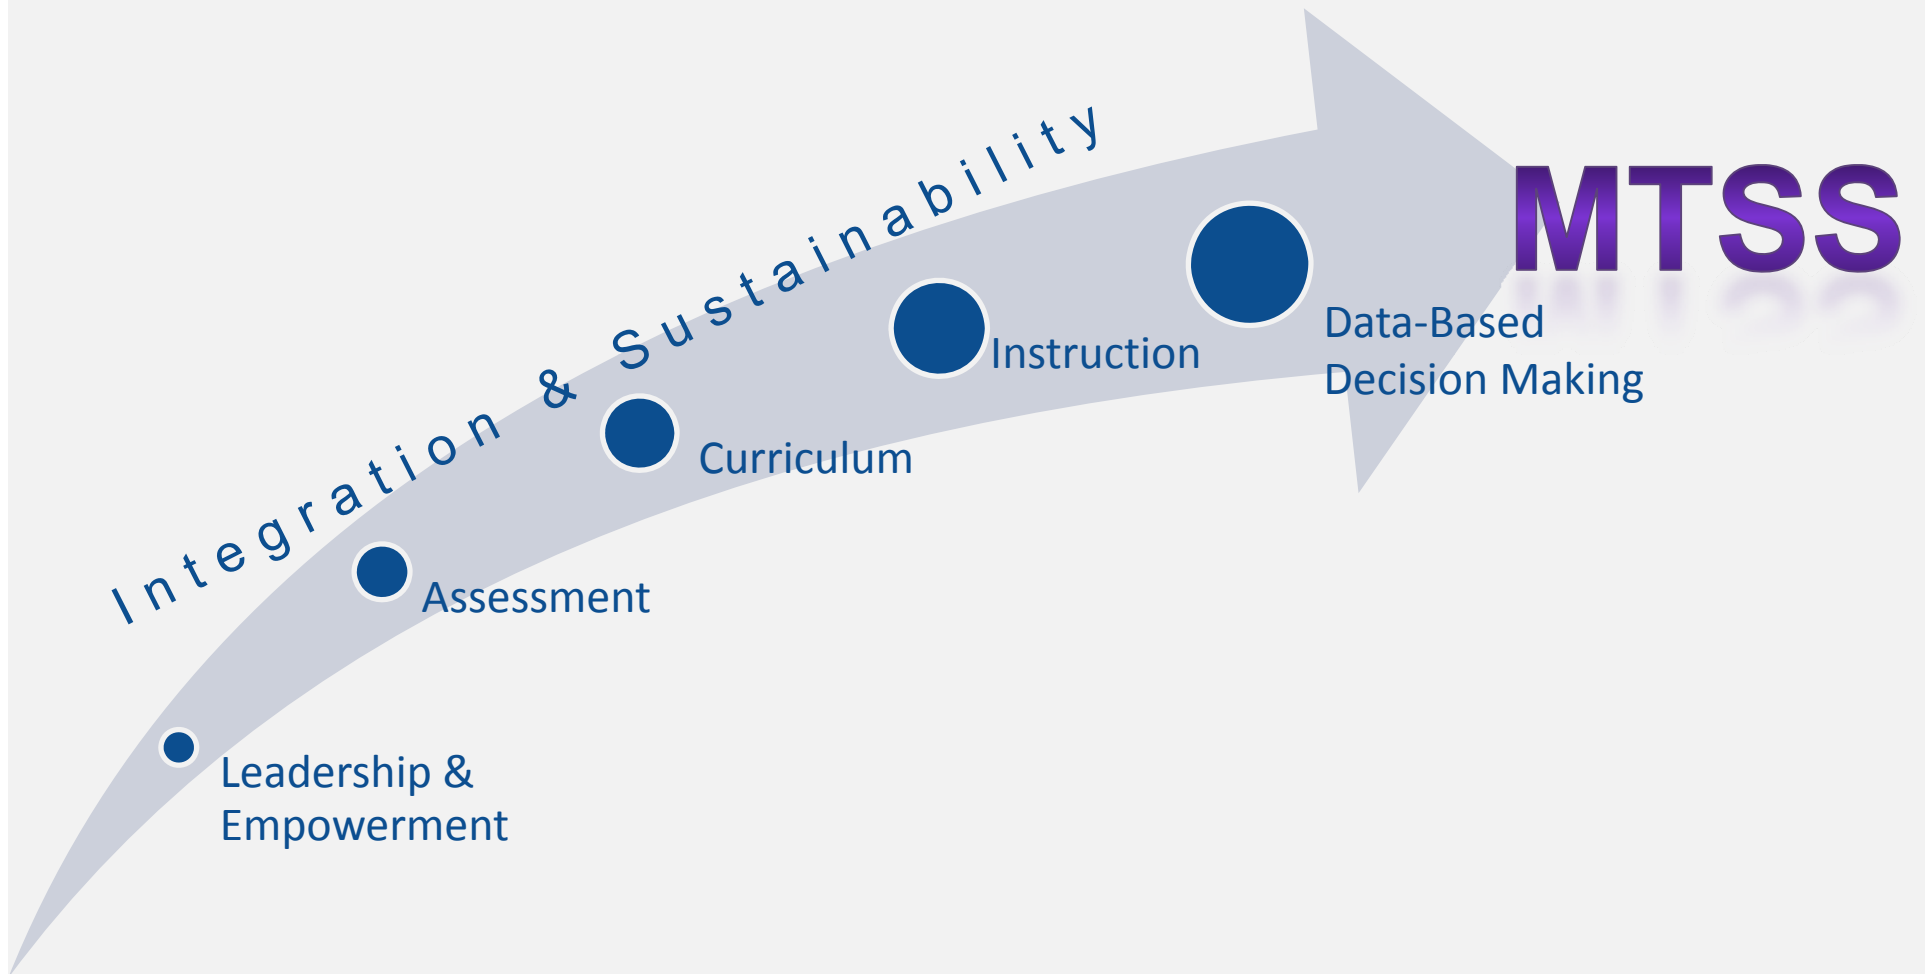 Integration & Sustainability
MTSS
Data-Based
Decision Making
Instruction
Curriculum
Assessment
Leadership &
Empowerment